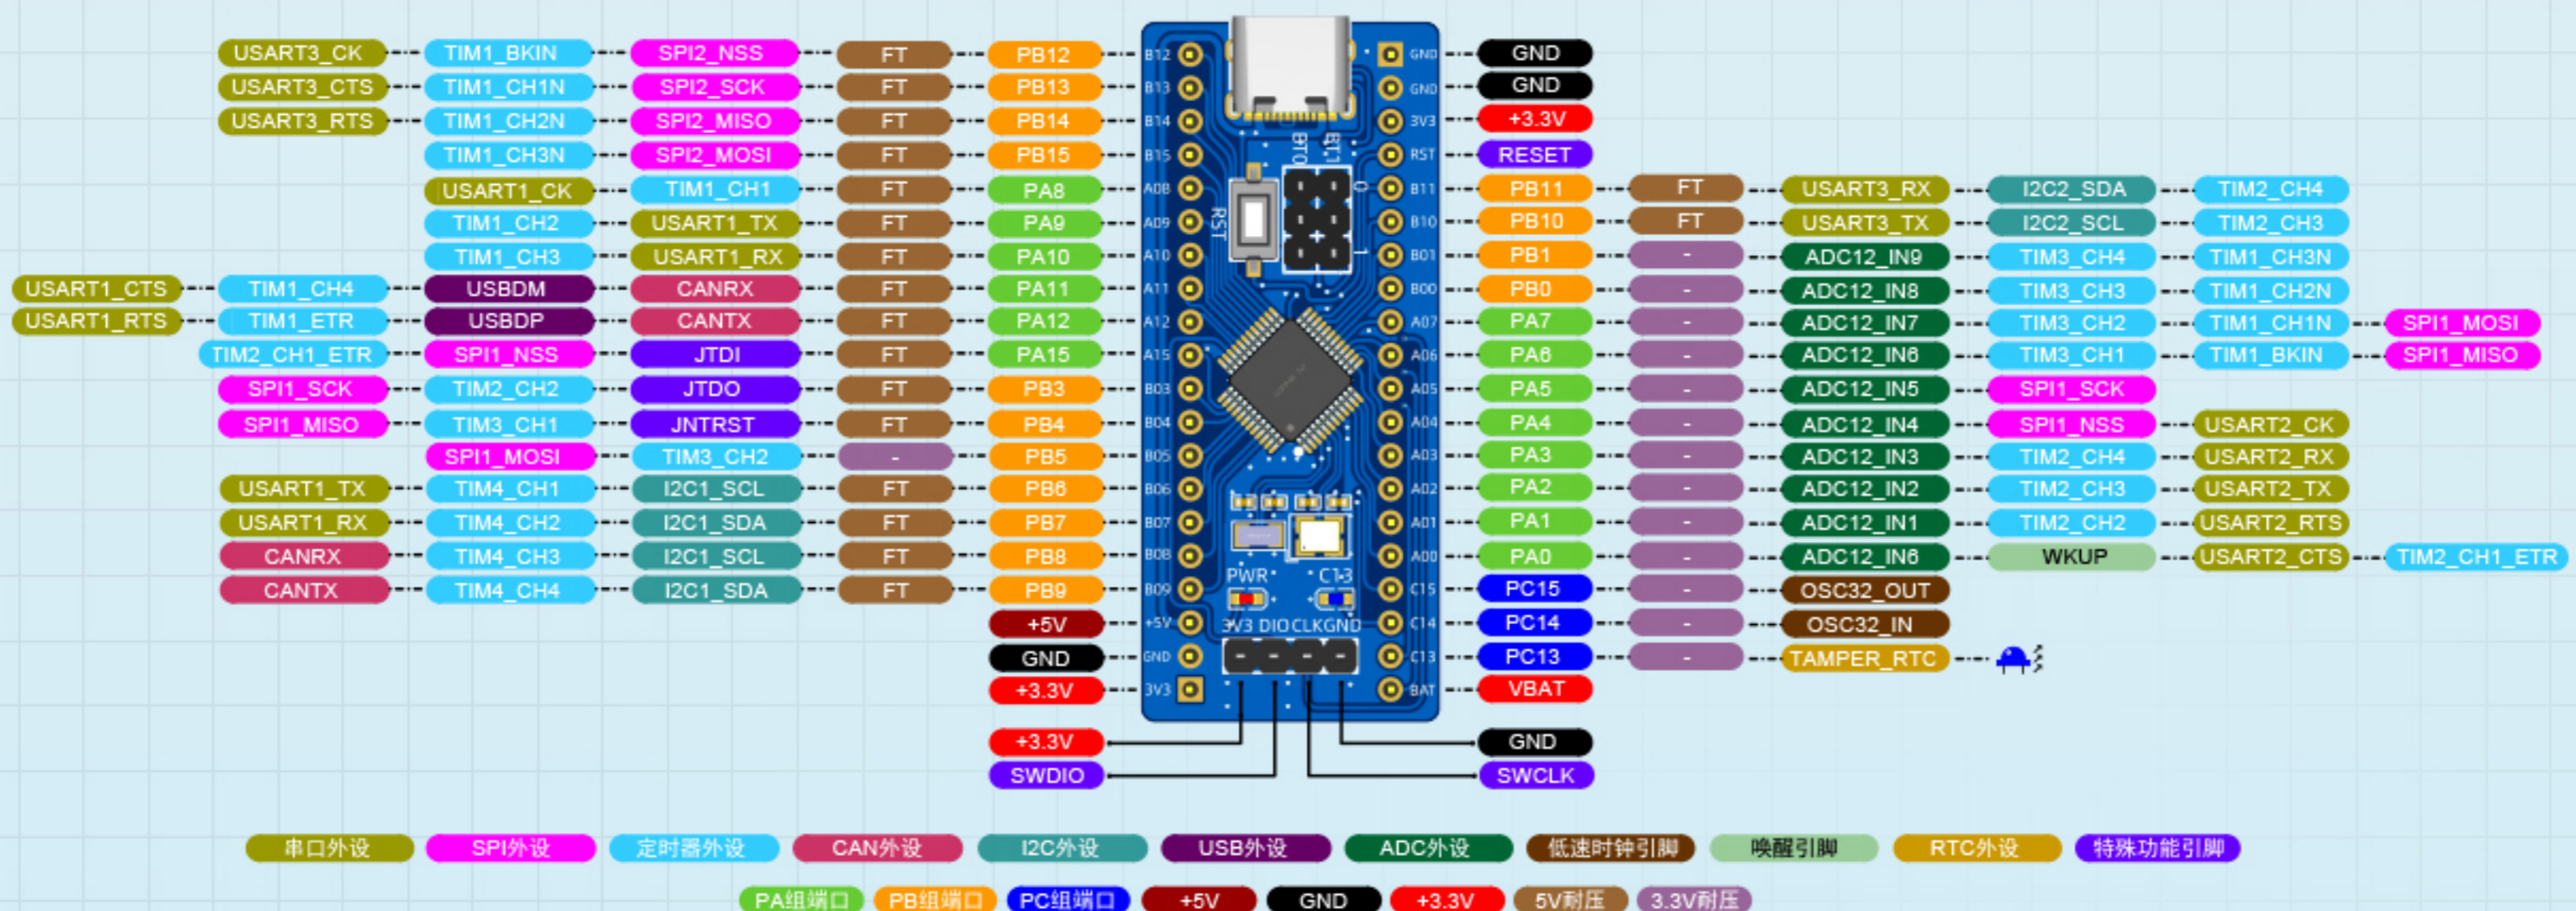 USART3_CK TIM1_BKIN SPI2_NSS FT PB12 B12 GND GND
USART3_CTS TIM1_CH1N SPI2_SCK FT PB13 B13 GND GND
USART3_RTS TIM1_CH2N SPI2_MISO FT PB14 B14 3V3 +3.3V
BT0 BT1
TIM1_CH3N SPI2_MOSI FT PB15 B15 RST RESET
USART1_CK TIM1_CH1 FT PA8 A08 0 B11 PB11 FT USART3_RX I2C2_SDA TIM2_CH4
TIM1_CH2 USART1_TX FT PA9 A09 RST B10 PB10 FT USART3_TX I2C2_SCL TIM2_CH3
TIM1_CH3 USART1_RX FT PA10 A10 1 B01 PB1 - ADC12_IN9 TIM3_CH4 TIM1_CH3N
USART1_CTS TIM1_CH4 USBDM CANRX FT PA11 A11 B00 PB0 - ADC12_IN8 TIM3_CH3 TIM1_CH2N
USART1_RTS TIM1_ETR USBDP CANTX FT PA12 A12 A07 PA7 - ADC12_IN7 TIM3_CH2 TIM1_CH1N SPI1_MOSI
TIM2_CH1_ETR SPI1_NSS JTDI FT PA15 A15 A06 PA6 - ADC12_IN6 TIM3_CH1 TIM1_BKIN SPI1_MISO
SPI1_SCK TIM2_CH2 JTDO FT PB3 B03 A05 PA5 - ADC12_IN5 SPI1_SCK
SPI1_MISO TIM3_CH1 JNTRST FT PB4 B04 A04 PA4 - ADC12_IN4 SPI1_NSS USART2_CK
SPI1_MOSI TIM3_CH2 - PB5 B05 A03 PA3 - ADC12_IN3 TIM2_CH4 USART2_RX
USART1_TX TIM4_CH1 I2C1_SCL FT PB6 B06 A02 PA2 - ADC12_IN2 TIM2_CH3 USART2_TX
USART1_RX TIM4_CH2 I2C1_SDA FT PB7 B07 A01 PA1 - ADC12_IN1 TIM2_CH2 USART2_RTS
CANRX TIM4_CH3 I2C1_SCL FT PB8 B08 A00 PA0 - ADC12_IN6 WKUP USART2_CTS TIM2_CH1_ETR
PWR C13
CANTX TIM4_CH4 I2C1_SDA FT PB9 B09 C15 PC15 - OSC32_OUT
+5V +5V 3V3 DIO CLK GND C14 PC14 - OSC32_IN
GND GND C13 PC13 - TAMPER_RTC
+3.3V 3V3 BAT VBAT
+3.3V GND
SWDIO SWCLK
串口外设 SPI外设 定时器外设 CAN外设 I2C外设 USB外设 ADC外设 低速时钟引脚 唤醒引脚 RTC外设 特殊功能引脚
PA组端口 PB组端口 PC组端口 +5V GND +3.3V 5V耐压 3.3V耐压